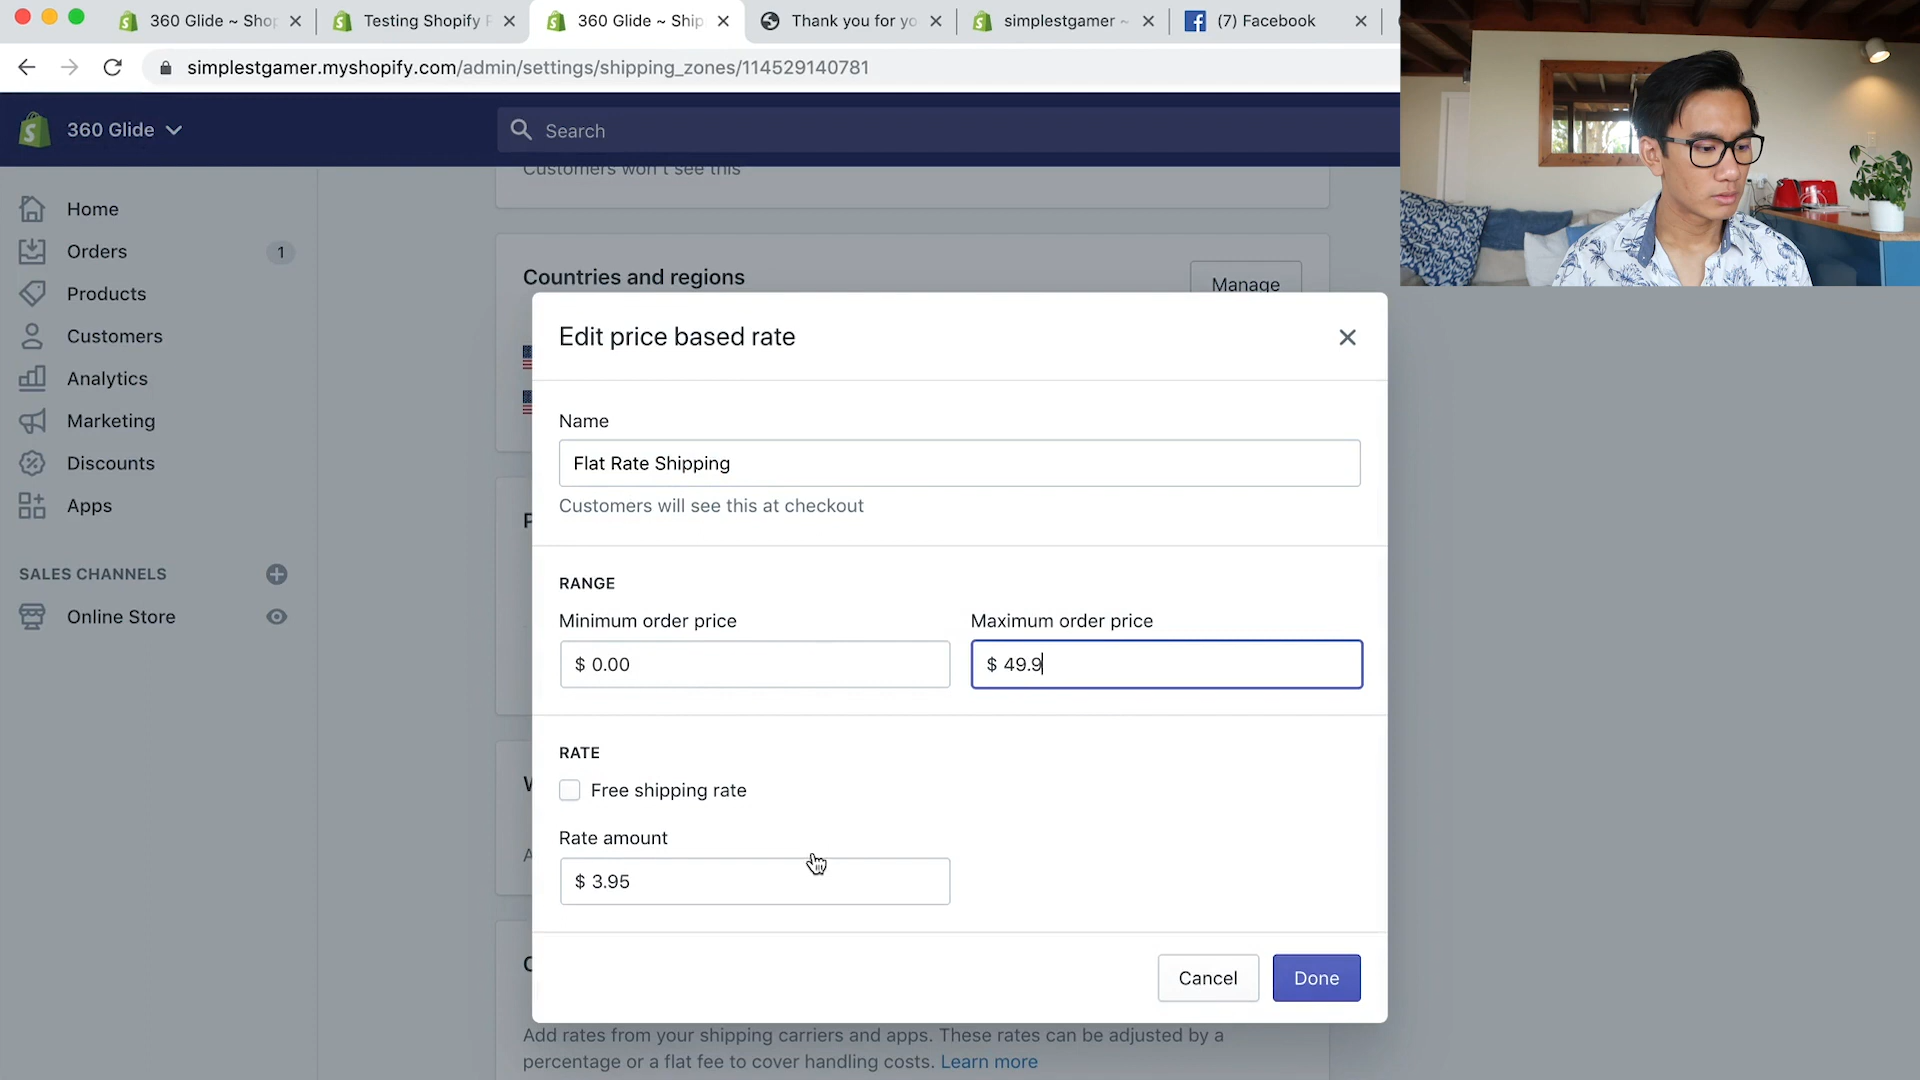 360 Glide ~ Shop
Testing Shopify P
360 Glide ~ Ship
Thank you for yo
simplestgamer ~
(7) Facebook
simplestgamer.myshopify.com/admin/settings/shipping_zones/114529140781
360 Glide
Search
Home
Orders
1
Products
Customers
Analytics
Marketing
Discounts
Apps
SALES CHANNELS
Online Store
Customers won't see this
Countries and regions
Manage
Edit price based rate
Name
Flat Rate Shipping
Customers will see this at checkout
RANGE
Minimum order price
Maximum order price
$ 0.00
$ 49.9
RATE
Free shipping rate
Rate amount
$ 3.95
Cancel
Done
Add rates from your shipping carriers and apps. These rates can be adjusted by a
percentage or a flat fee to cover handling costs. Learn more